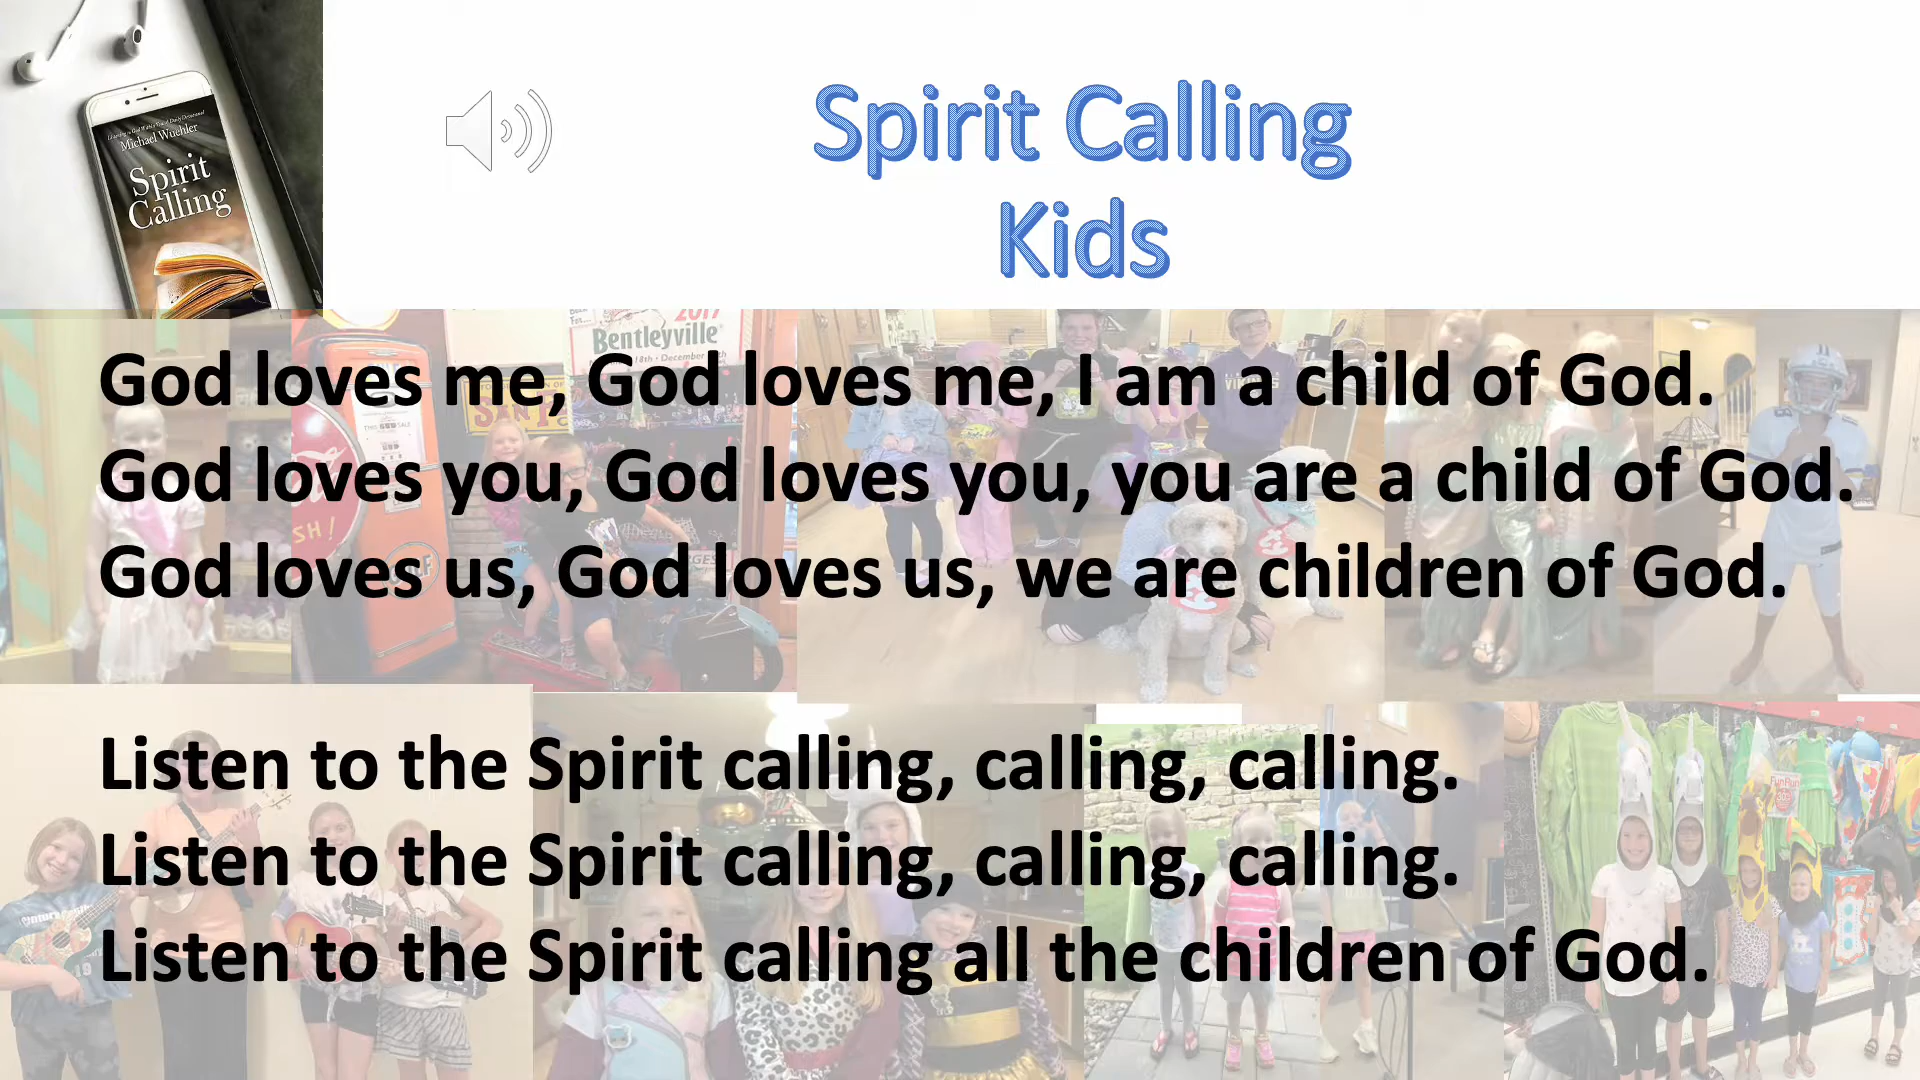 Michael Wuehler
Spirit
Calling
Spirit Calling
Kids
2017
Bentleyville
God loves me, God loves me, I am a child of God.
God loves you, God loves you, you are a child of God.
God loves us, God loves us, we are children of God.
Listen to the Spirit calling, calling, calling.
Listen to the Spirit calling, calling, calling.
Listen to the Spirit calling all the children of God.